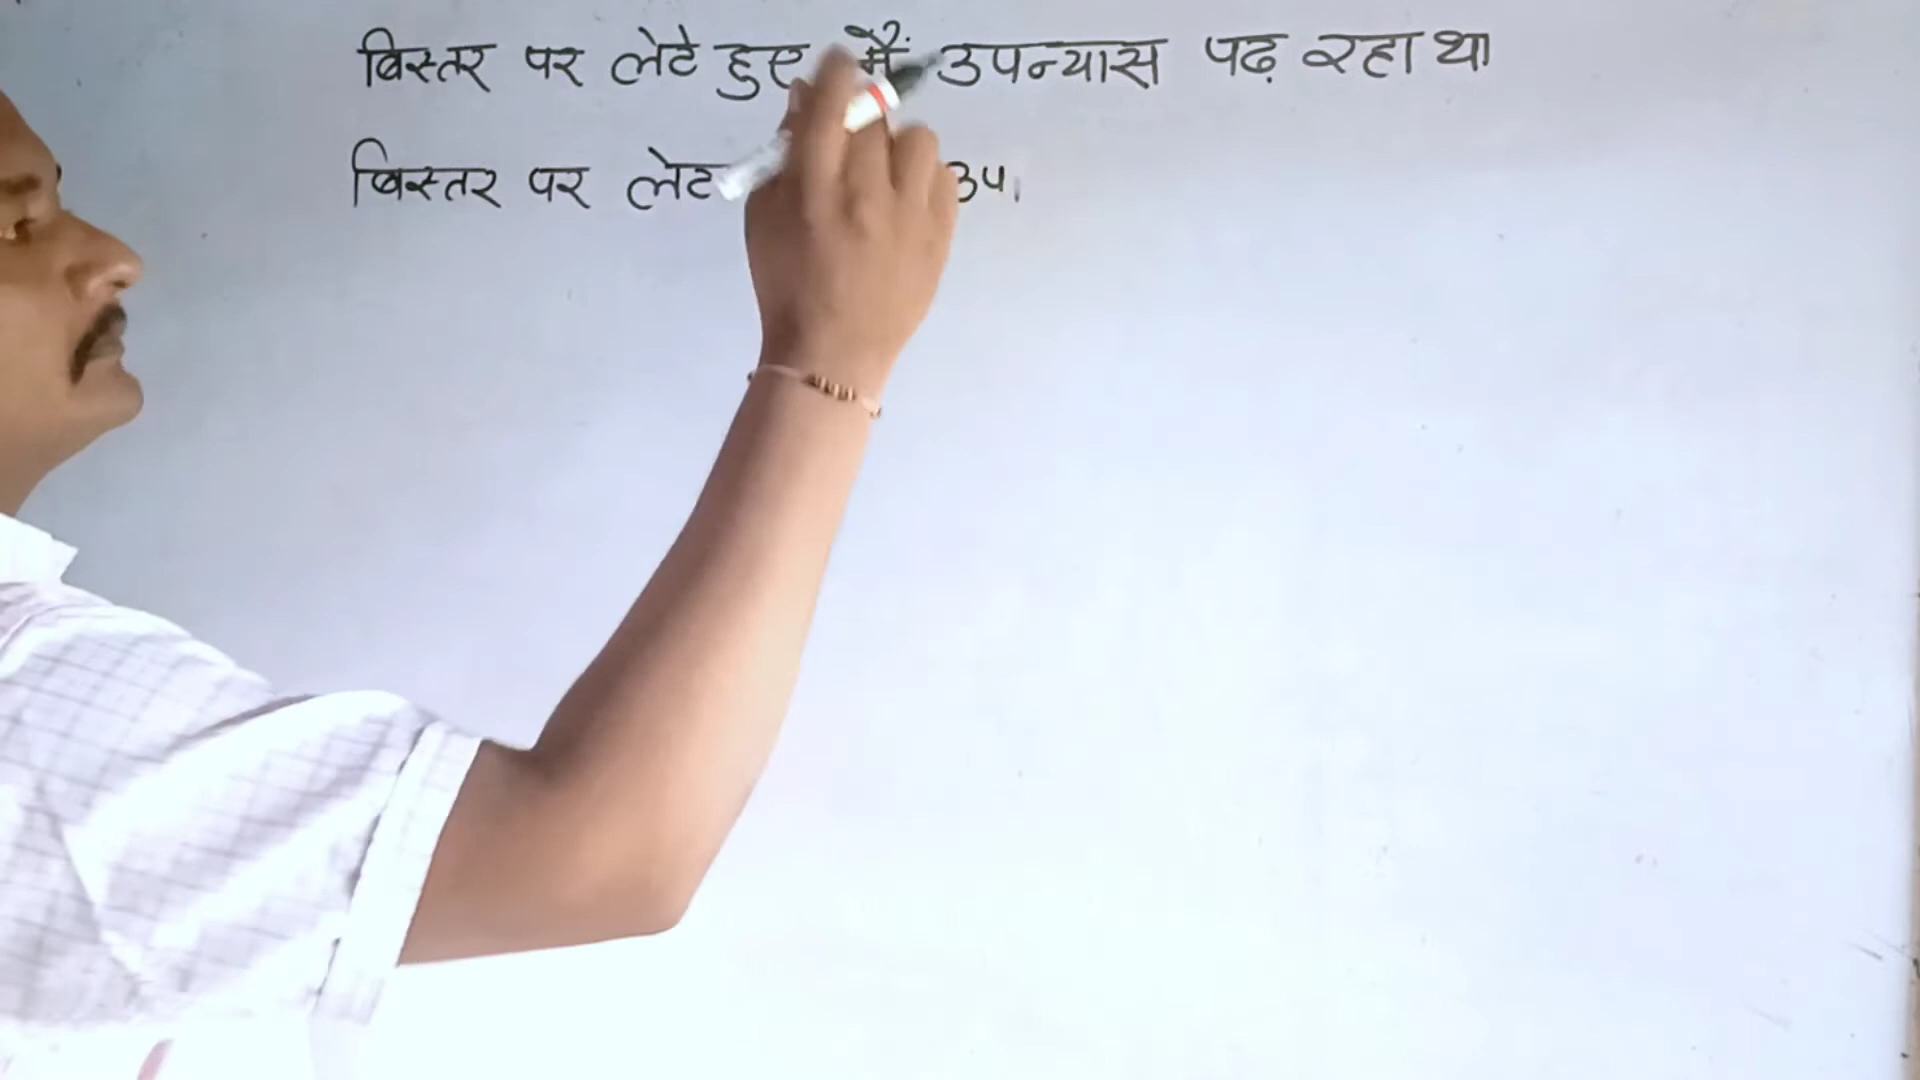 बिस्तर पर लेटे हुए मैं उपन्यास पढ़ रहा था
बिस्तर पर लेट